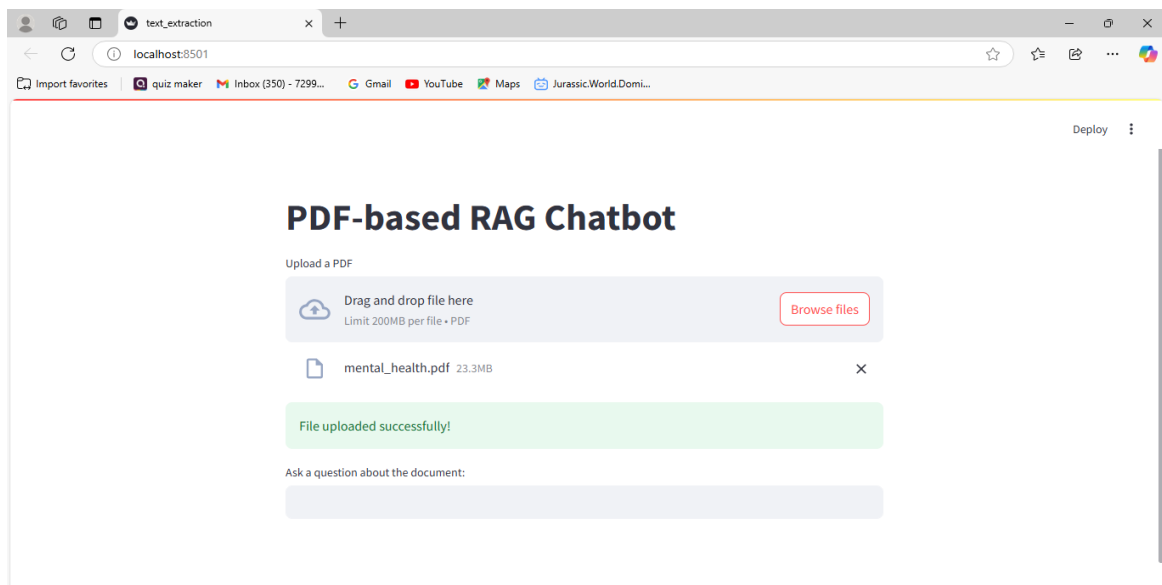 text_extraction
localhost:8501
Import favorites
quiz maker
Inbox (350) - 7299...
Gmail
YouTube
Maps
Jurassic.World.Domi...
Deploy
PDF-based RAG Chatbot
Upload a PDF
Drag and drop file here
Limit 200MB per file • PDF
Browse files
mental_health.pdf 23.3MB
File uploaded successfully!
Ask a question about the document: